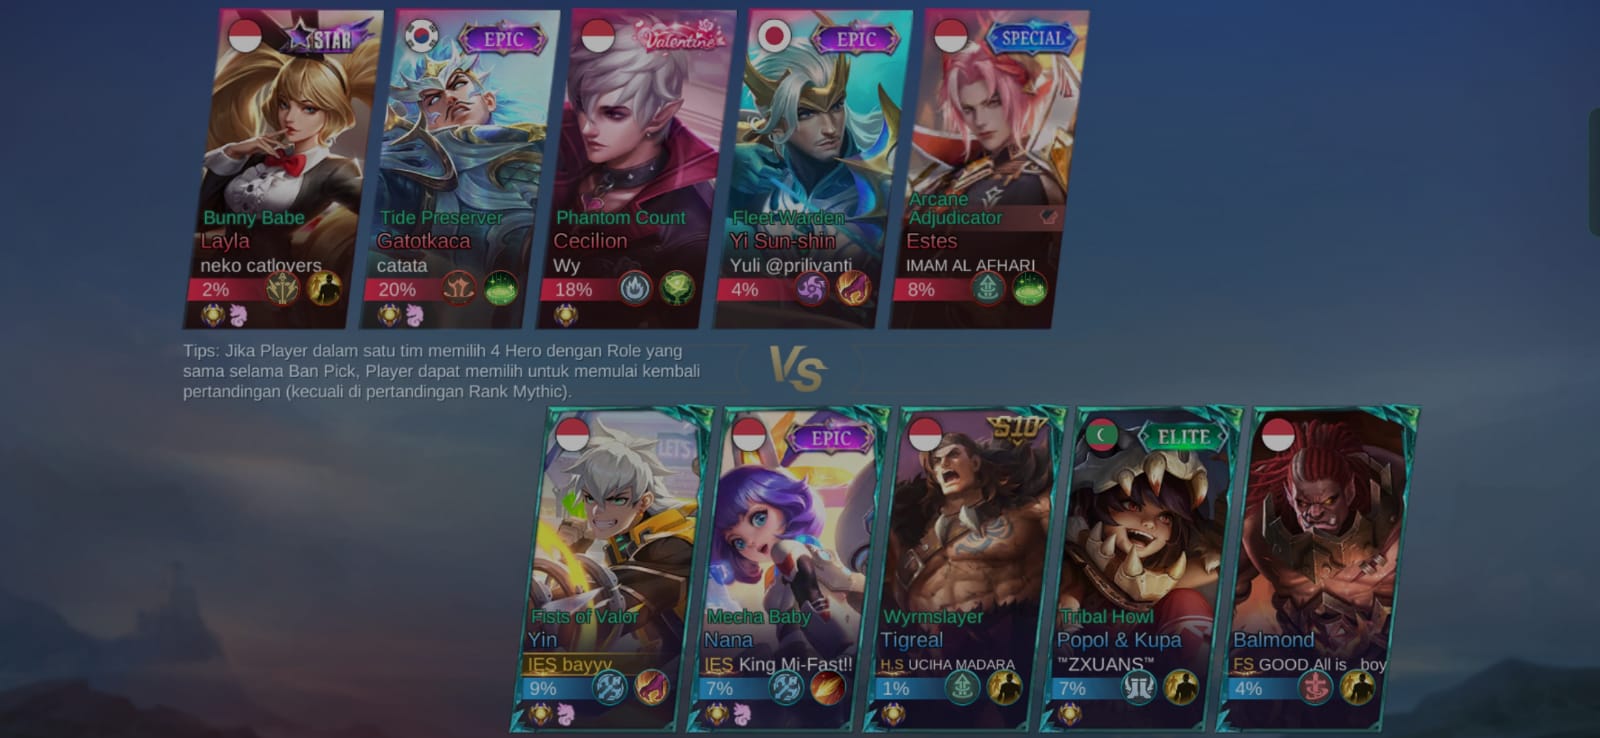 STAR
EPIC
Valentine
EPIC
SPECIAL
Bunny Babe
Layla
neko catlovers
2%
Tide Preserver
Gatotkaca
catata
20%
Phantom Count
Cecilion
Wy
18%
Fleet Warden
Yi Sun-shin
Yuli @prilivanti
4%
Arcane
Adjudicator
Estes
IMAM AL AFHARI
8%
Tips: Jika Player dalam satu tim memilih 4 Hero dengan Role yang
sama selama Ban Pick, Player dapat memilih untuk memulai kembali
pertandingan (kecuali di pertandingan Rank Mythic).
Vs
LET'S
EPIC
S10
ELITE
Fists of Valor
Yin
IES bayyy
9%
Mecha Baby
Nana
IES King Mi-Fast!!
7%
Wyrmslayer
Tigreal
H,S UCIHA MADARA
1%
Tribal Howl
Popol & Kupa
™ZXUANS™
7%
Balmond
FS GOOD,All is_boy
4%